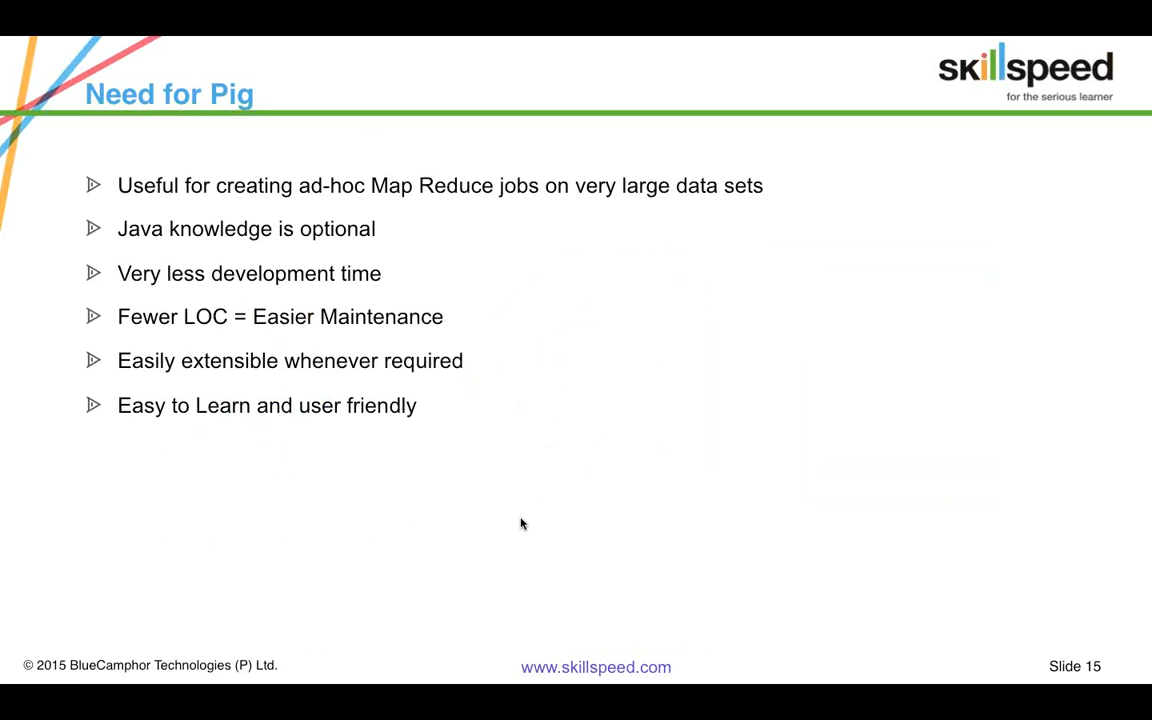 skillspeed
for the serious learner
Need for Pig
Useful for creating ad-hoc Map Reduce jobs on very large data sets
Java knowledge is optional
Very less development time
Fewer LOC = Easier Maintenance
Easily extensible whenever required
Easy to Learn and user friendly
© 2015 BlueCamphor Technologies (P) Ltd.
www.skillspeed.com
Slide 15